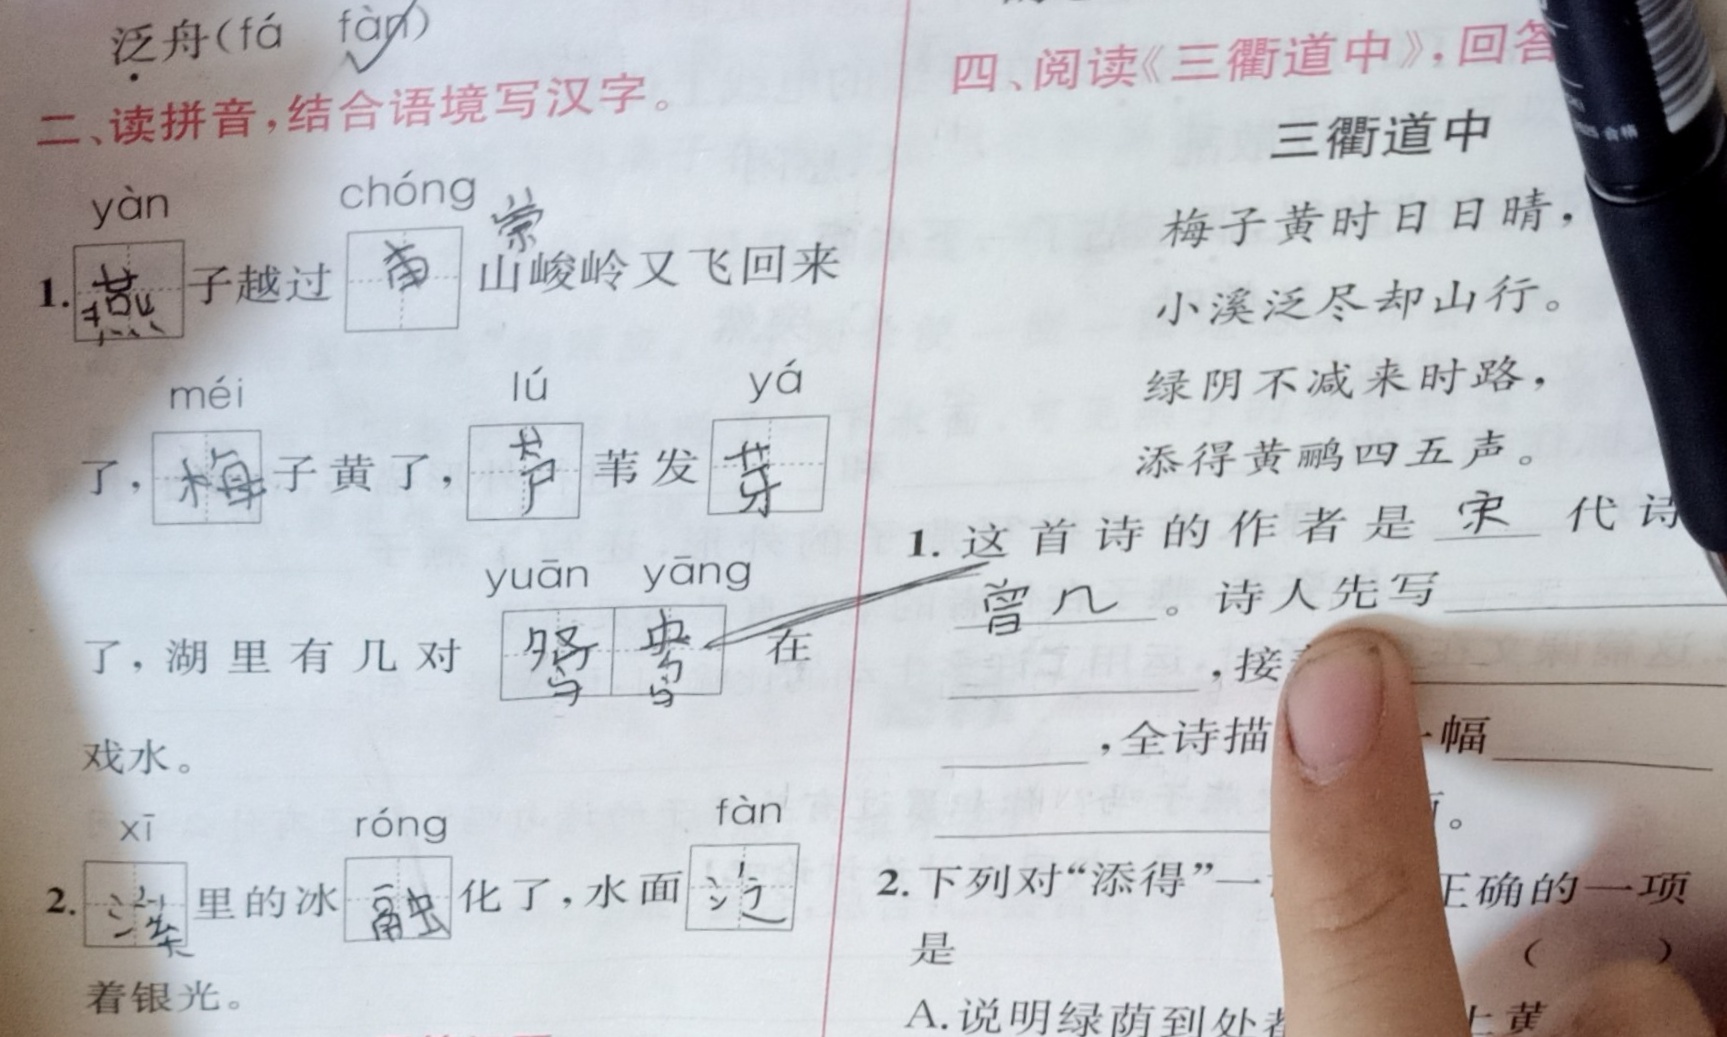 泛舟(fá fàn)
二、读拼音,结合语境写汉字。
yàn chóng
崇
1.燕子越过山峻岭又飞回来
méi lú yá
了,梅子黄了,芦苇发芽
yuān yāng
了,湖里有几对鸳鸯在
戏水。
xī róng fàn
2.溪里的冰融化了,水面泛
着银光。
四、阅读《三衢道中》,回答
三衢道中
梅子黄时日日晴,
小溪泛尽却山行。
绿阴不减来时路,
添得黄鹂四五声。
1.这首诗的作者是宋代诗
曾几。诗人先写
,接
,全诗描一幅
。
2.下列对“添得”一正确的一项
是 ( )
A.说明绿荫到处都上黄